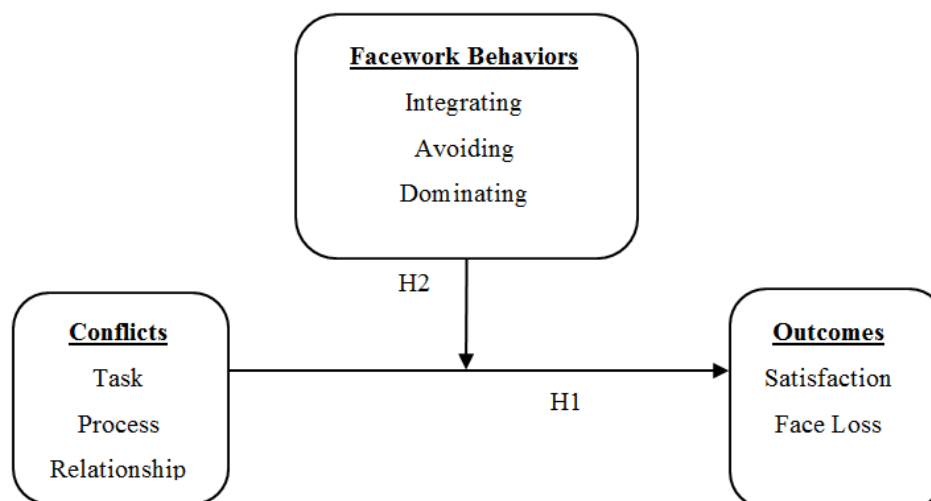 Facework Behaviors
Integrating
Avoiding
Dominating
H2
Conflicts
Task
Process
Relationship
H1
Outcomes
Satisfaction
Face Loss